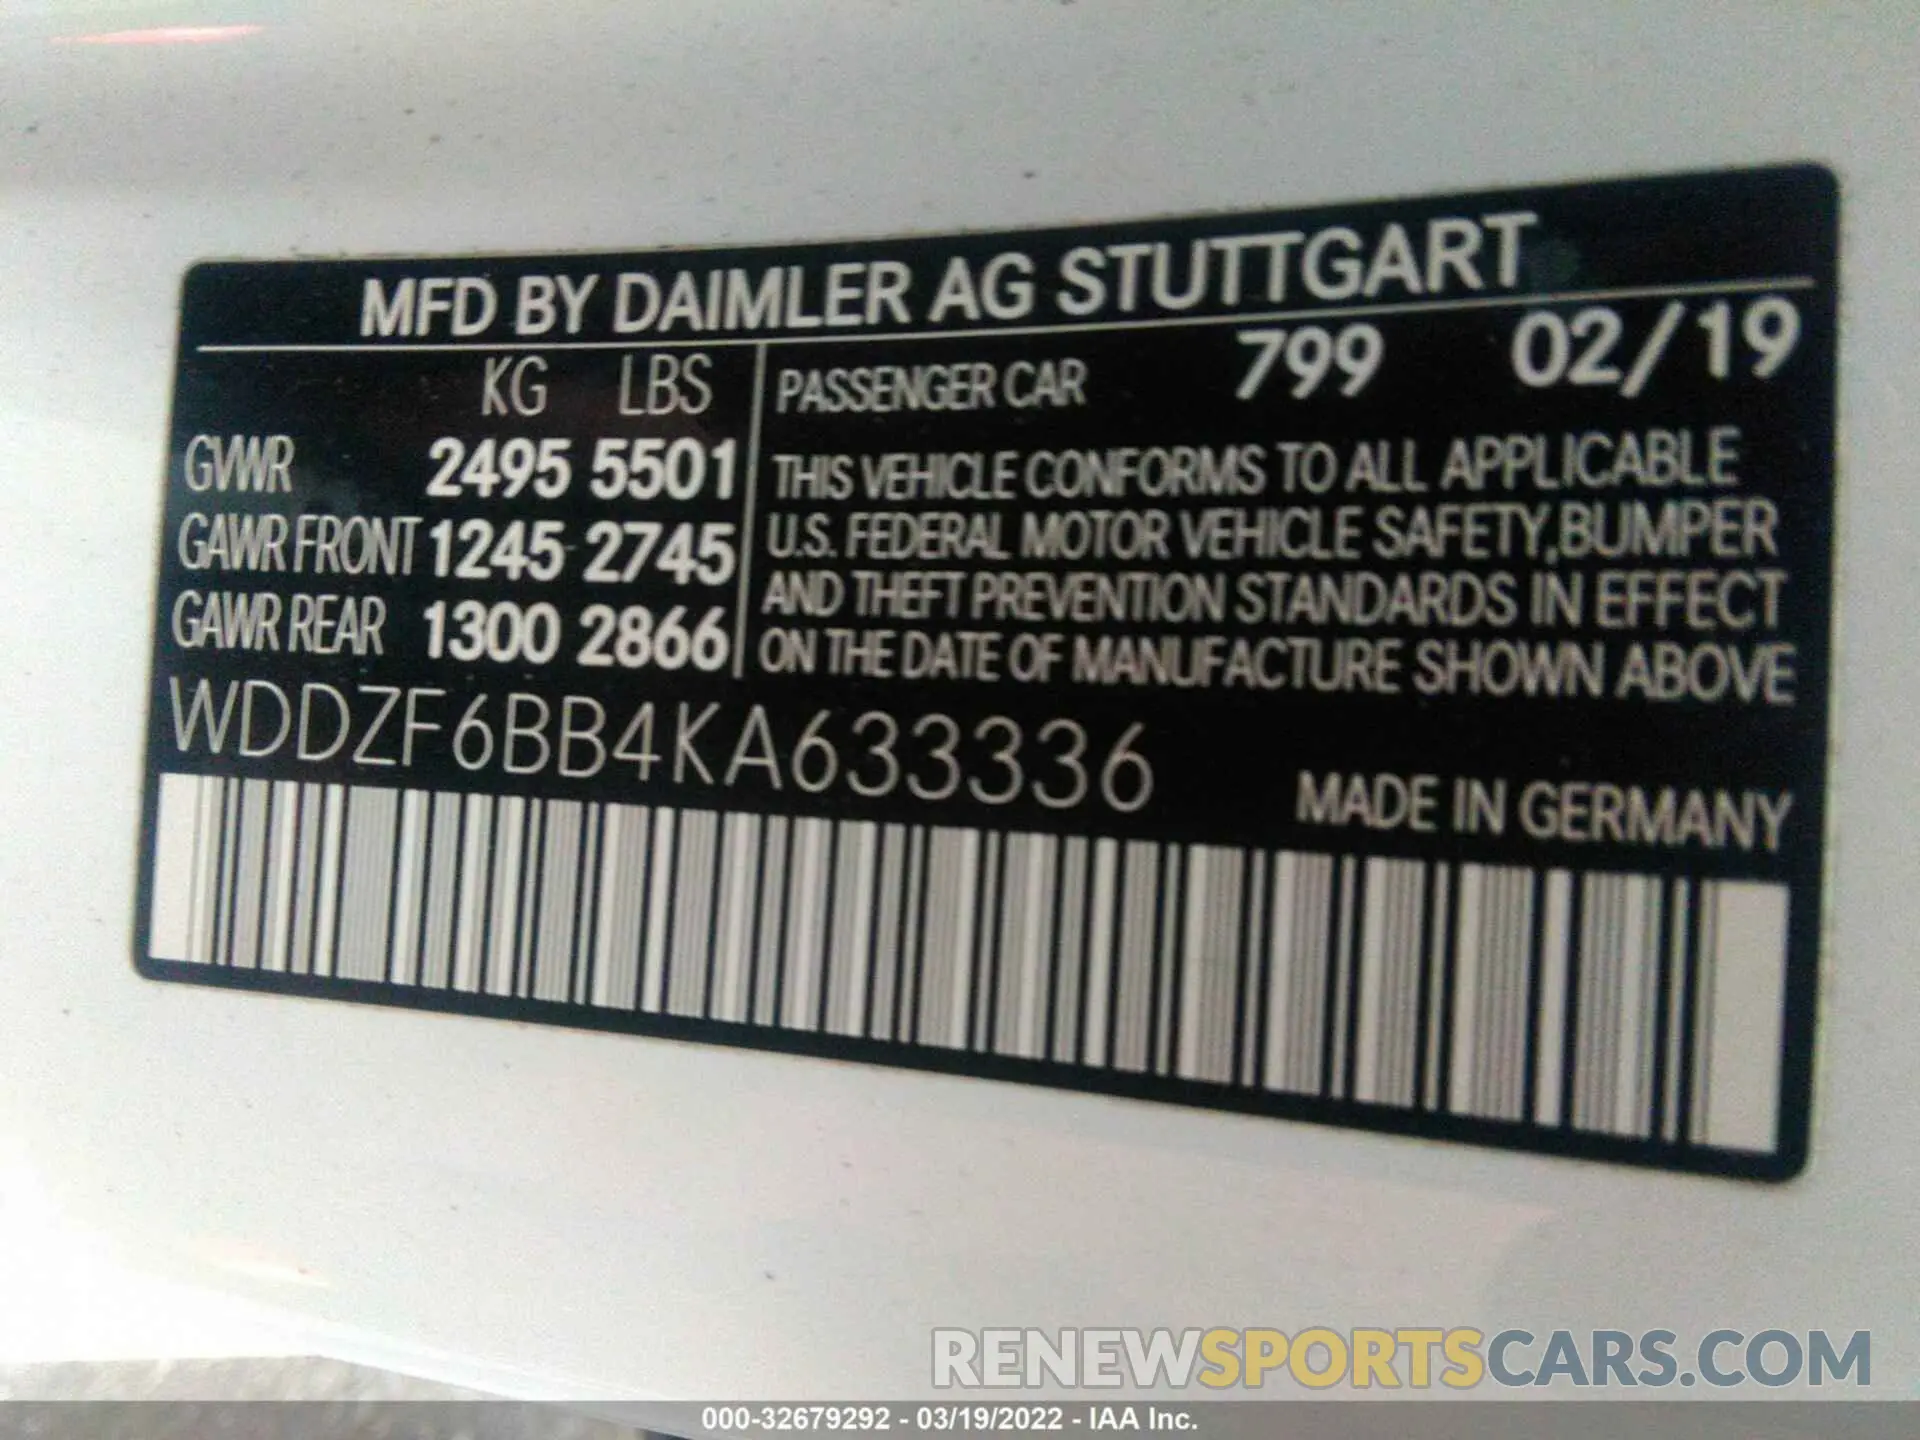 MFD BY DAIMLER AG STUTTGART
KG LBS
GVWR 2495 5501
GAWR FRONT 1245 2745
GAWR REAR 1300 2866
PASSENGER CAR 799 02/19
THIS VEHICLE CONFORMS TO ALL APPLICABLE
U.S. FEDERAL MOTOR VEHICLE SAFETY,BUMPER
AND THEFT PREVENTION STANDARDS IN EFFECT
ON THE DATE OF MANUFACTURE SHOWN ABOVE
WDDZF6BB4KA633336
MADE IN GERMANY
RENEWSPORTSCARS.COM
000-32679292 - 03/19/2022 - IAA Inc.